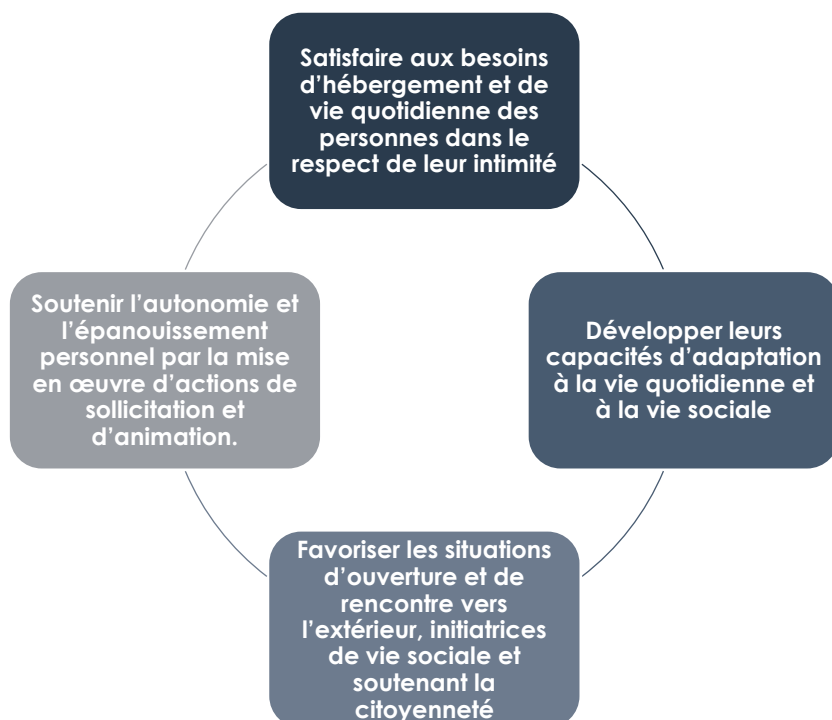 Satisfaire aux besoins
d’hébergement et de
vie quotidienne des
personnes dans le
respect de leur intimité
Soutenir l’autonomie et
l’épanouissement
personnel par la mise
en œuvre d’actions de
sollicitation et
d’animation.
Développer leurs
capacités d’adaptation
à la vie quotidienne et
à la vie sociale
Favoriser les situations
d’ouverture et de
rencontre vers
l’extérieur, initiatrices
de vie sociale et
soutenant la
citoyenneté